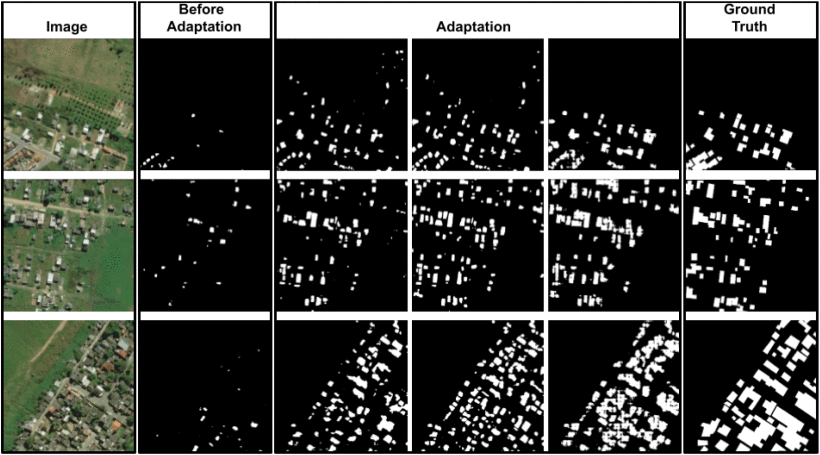 Image
Before
Adaptation
Adaptation
Ground
Truth